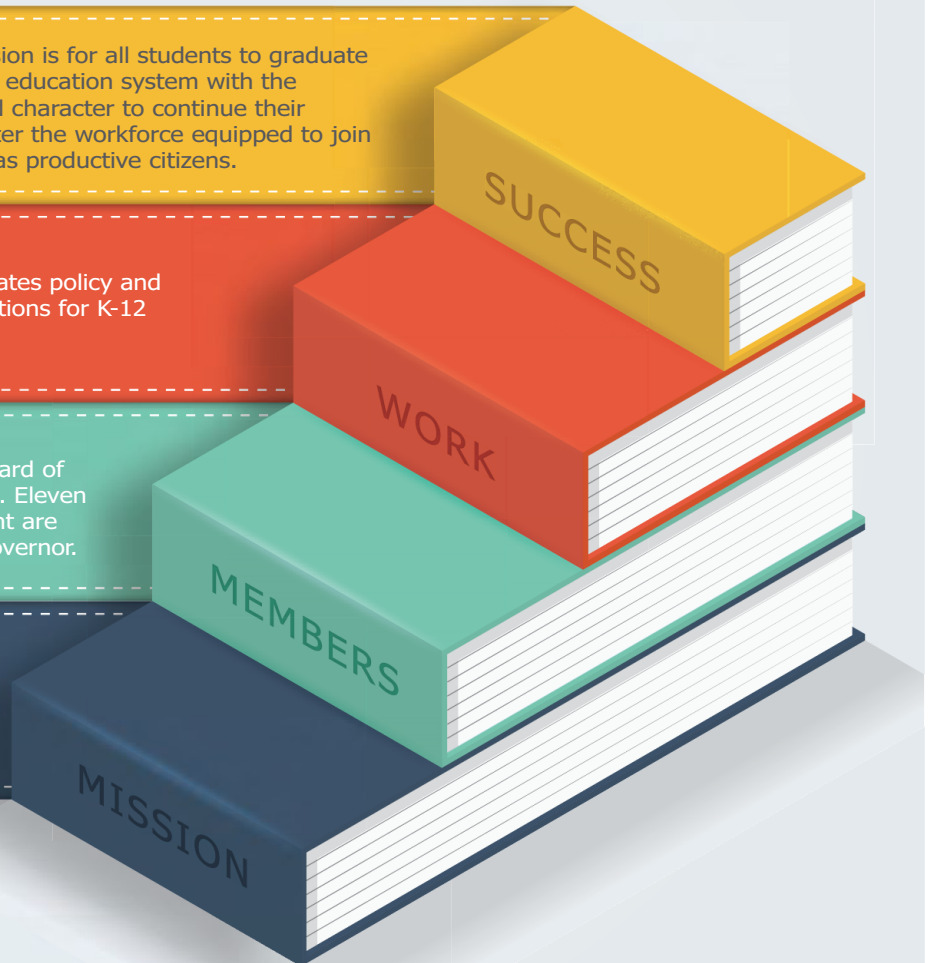 sion is for all students to graduate
education system with the
l character to continue their
ter the workforce equipped to join
as productive citizens.
SUCCESS
ates policy and
tions for K-12
WORK
ard of
. Eleven
nt are
overnor.
MEMBERS
MISSION